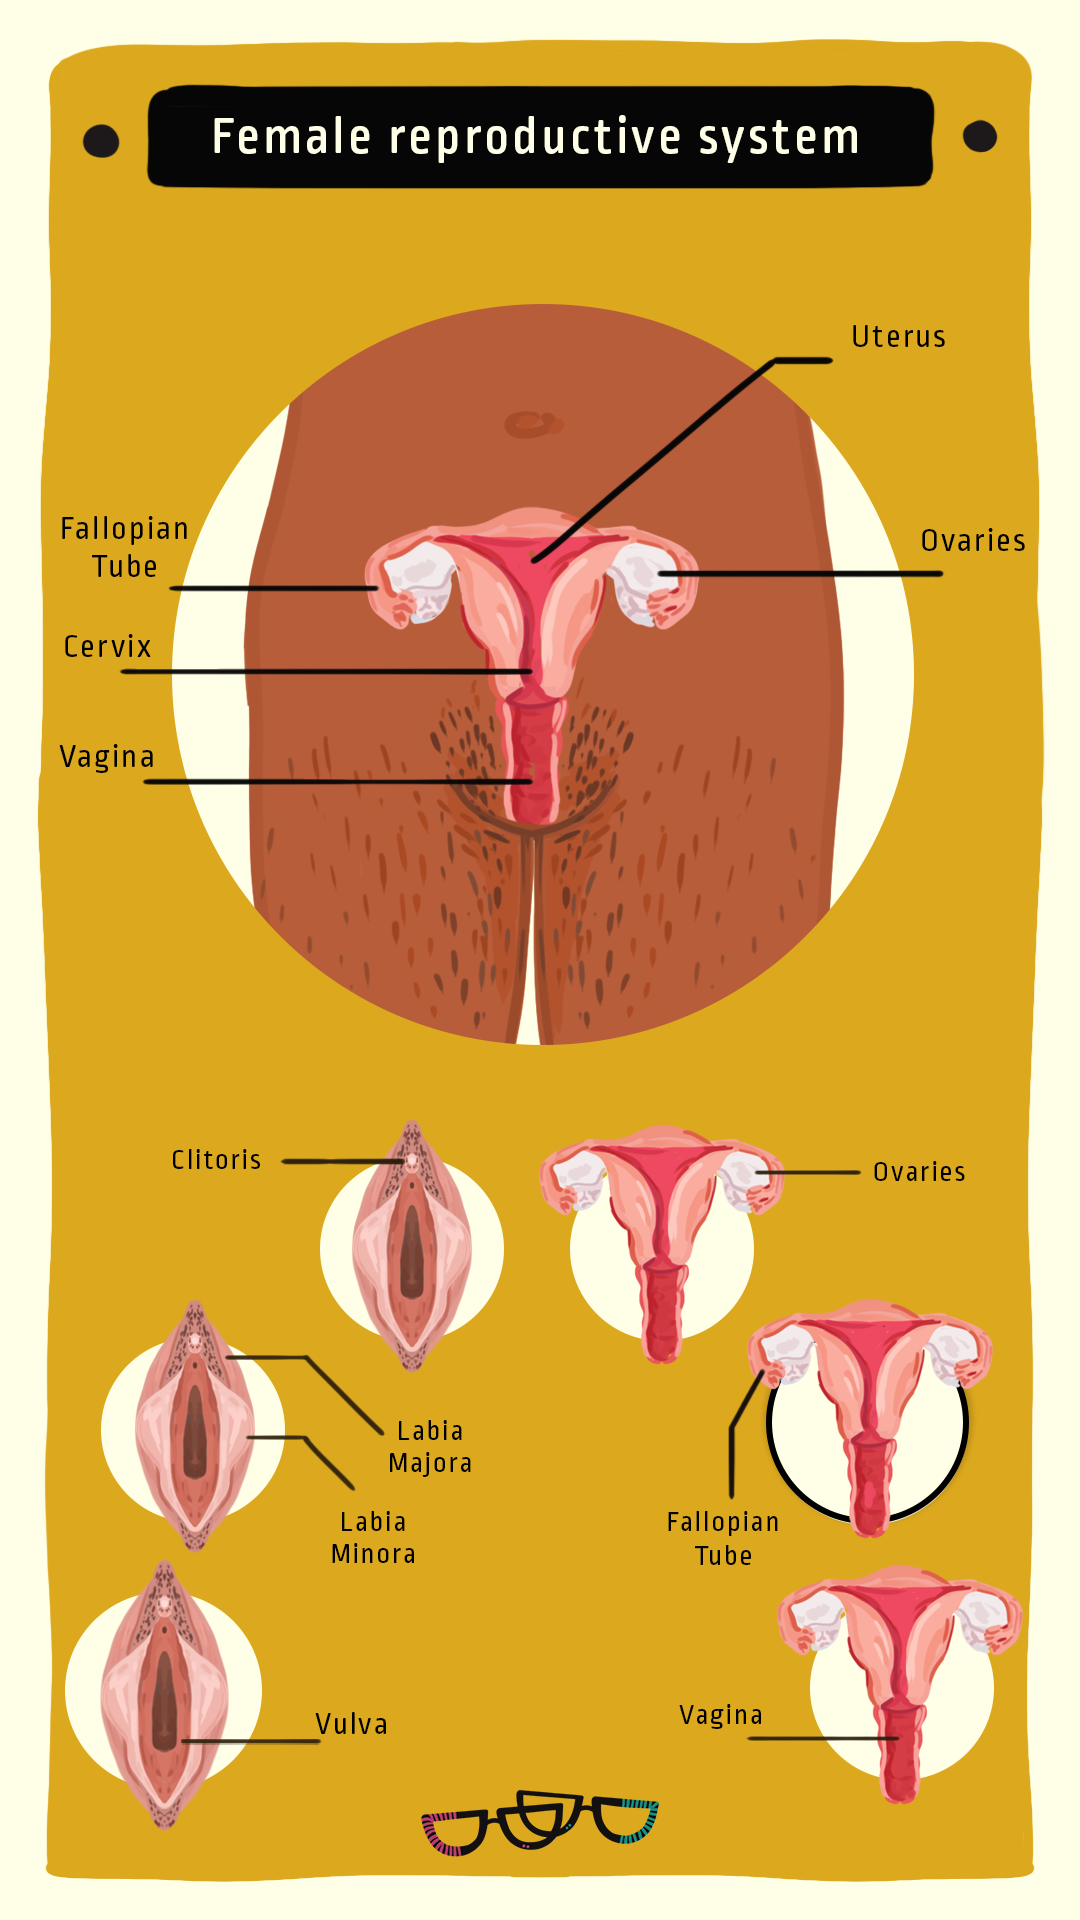 Female reproductive system
Uterus
Fallopian
Tube
Ovaries
Cervix
Vagina
Clitoris
Ovaries
Labia
Majora
Labia
Minora
Fallopian
Tube
Vulva
Vagina